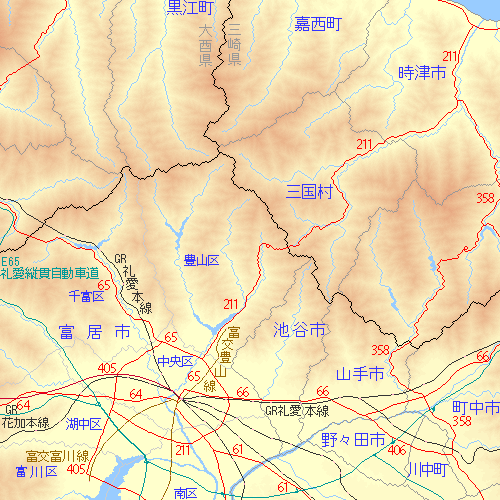 黒江町
大酉県
三崎県
嘉西町
211
時津市
211
三国村
358
E65
礼愛縦貫自動車道
GR
礼愛本線
65
千富区
豊山区
211
富居市
65
富交豊山線
池谷市
358
中央区
405
65
66
66
山手市
64
64
GR
花加本線
湖中区
GR礼愛本線
町中市
358
野々田市
富交富川線
富川区
405
211
61
406
川中町
南区
61